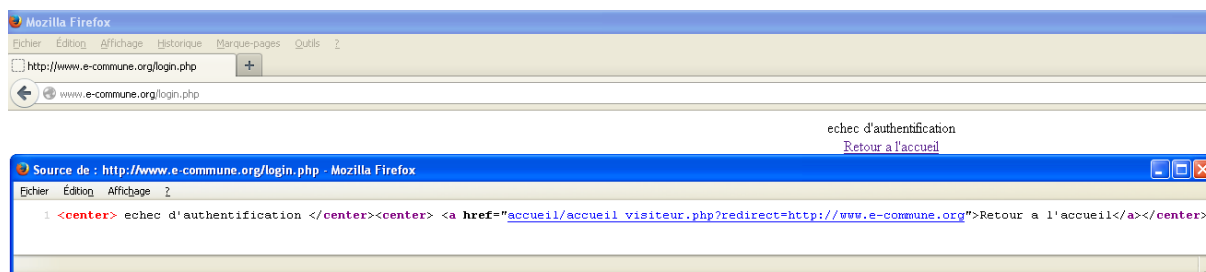 Mozilla Firefox
Fichier Édition Affichage Historique Marque-pages Outils ?
http://www.e-commune.org/login.php +
www.e-commune.org/login.php
echec d'authentification
Retour a l'accueil
Source de : http://www.e-commune.org/login.php - Mozilla Firefox
Fichier Édition Affichage ?
1 <center> echec d'authentification </center><center> <a href="accueil/accueil_visiteur.php?redirect=http://www.e-commune.org">Retour a l'accueil</a></center>